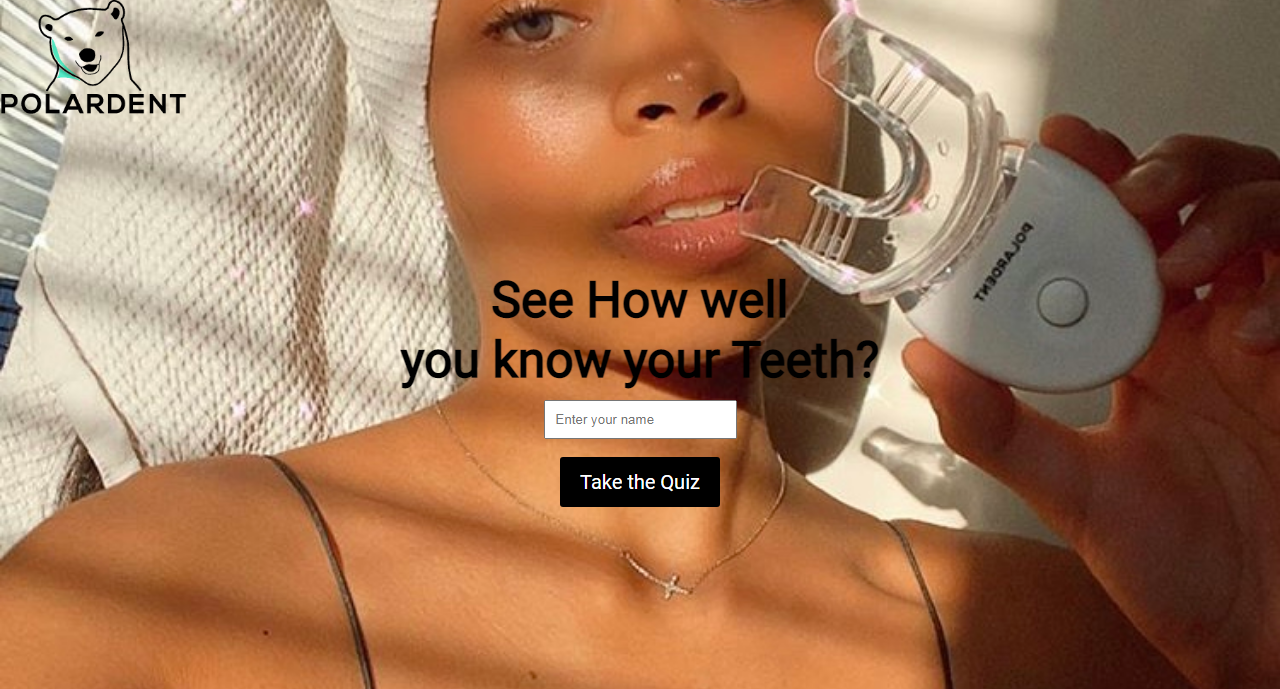 POLARDENT
POLARDENT
See How well
you know your Teeth?
Enter your name
Take the Quiz